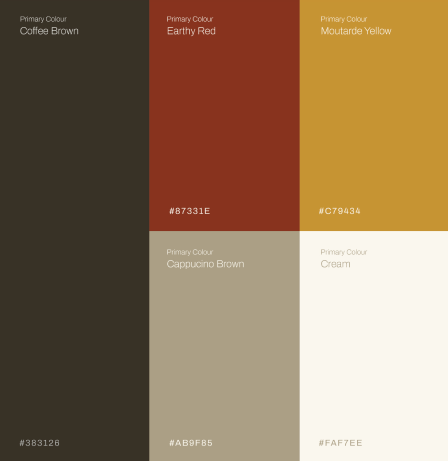 Primary Colour
Coffee Brown
#383126
Primary Colour
Earthy Red
#87331E
Primary Colour
Moutarde Yellow
#C79434
Primary Colour
Cappucino Brown
#AB9F85
Primary Colour
Cream
#FAF7EE